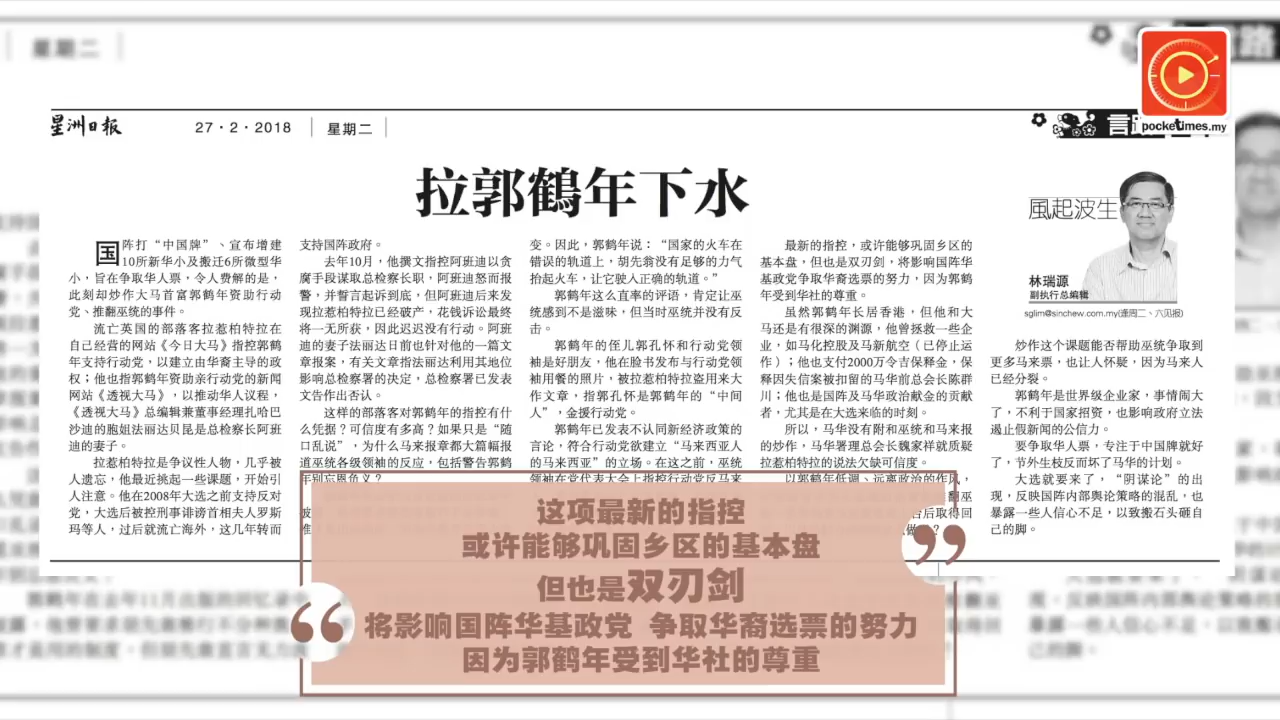 星期二
星洲日报
27·2·2018
星期二
pocketimes.my
拉郭鶴年下水
風起波生
林瑞源
副执行总编辑
sglim@sinchew.com.my(逢周二、六见报)
国阵打“中国牌”、宣布增建
10所新华小及搬迁6所微型华
小,旨在争取华人票,令人费解的是,
此刻却炒作大马首富郭鹤年资助行动
党、推翻巫统的事件。
流亡英国的部落客拉惹柏特拉在
自己经营的网站《今日大马》指控郭鹤
年支持行动党,以建立由华裔主导的政
权;他也指郭鹤年资助亲行动党的新闻
网站《透视大马》,以推动华人议程,
《透视大马》总编辑兼董事经理扎哈巴
沙迪的胞姐法丽达贝昆是总检察长阿班
迪的妻子。
拉惹柏特拉是争议性人物,几乎被
人遗忘,他最近挑起一些课题,开始引
人注意。他在2008年大选之前支持反对
党,大选后被控刑事诽谤首相夫人罗斯
玛等人,过后就流亡海外,这几年转而
支持国阵政府。
去年10月,他撰文指控阿班迪以贪
腐手段谋取总检察长职,阿班迪怒而报
警,并誓言起诉到底,但阿班迪后来发
现拉惹柏特拉已经破产,花钱诉讼最终
将一无所获,因此迟迟没有行动。阿班
迪的妻子法丽达日前也针对他的一篇文
章报案,有关文章指法丽达利用其地位
影响总检察署的决定,总检察署已发表
文告作出否认。
这样的部落客对郭鹤年的指控有什
么凭据?可信度有多高?如果只是“随
口乱说”,为什么马来报章都大篇幅报
道巫统各级领袖的反应,包括警告郭鹤
年别忘恩负义?
变。因此,郭鹤年说:“国家的火车在
错误的轨道上,胡先翁没有足够的力气
抬起火车,让它驶入正确的轨道。”
郭鹤年这么直率的评语,肯定让巫
统感到不是滋味,但当时巫统并没有反
击。
郭鹤年的侄儿郭孔怀和行动党领
袖是好朋友,他在脸书发布与行动党领
袖用餐的照片,被拉惹柏特拉盗用来大
作文章,指郭孔怀是郭鹤年的“中间
人”,金援行动党。
郭鹤年已发表不认同新经济政策的
言论,符合行动党欲建立“马来西亚人
的马来西亚”的立场。在这之前,巫统
领袖在党代表大会上指控行动党反马来
最新的指控,或许能够巩固乡区的
基本盘,但也是双刃剑,将影响国阵华
基政党争取华裔选票的努力,因为郭鹤
年受到华社的尊重。
虽然郭鹤年长居香港,但他和大
马还是有很深的渊源,他曾拯救一些企
业,如马化控股及马新航空(已停止运
作);他也支付2000万令吉保释金,保
释因失信案被扣留的马华前总会长陈群
川;他也是国阵及马华政治献金的贡献
者,尤其是在大选来临的时刻。
所以,马华没有附和巫统和马来报
的炒作,马华署理总会长魏家祥就质疑
拉惹柏特拉的说法欠缺可信度。
以郭鹤年低调、远离政治的作风,
炒作这个课题能否帮助巫统争取到
更多马来票,也让人怀疑,因为马来人
已经分裂。
郭鹤年是世界级企业家,事情闹大
了,不利于国家招资,也影响政府立法
遏止假新闻的公信力。
要争取华人票,专注于中国牌就好
了,节外生枝反而坏了马华的计划。
大选就要来了,“阴谋论”的出
现,反映国阵内部舆论策略的混乱,也
暴露一些人信心不足,以致搬石头砸自
己的脚。
这项最新的指控
或许能够巩固乡区的基本盘
但也是双刃剑
将影响国阵华基政党 争取华裔选票的努力
因为郭鹤年受到华社的尊重